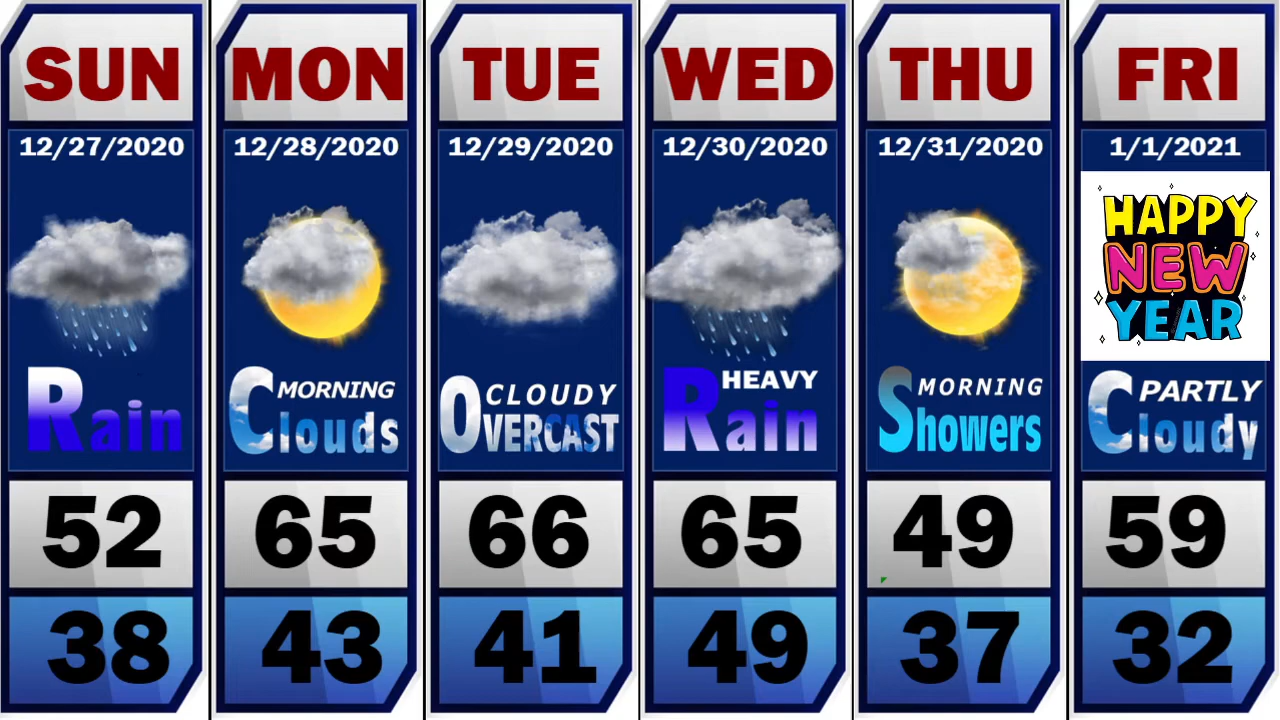 SUN
12/27/2020
Rain
52
38
MON
12/28/2020
MORNING
Clouds
65
43
TUE
12/29/2020
CLOUDY
OVERCAST
66
41
WED
12/30/2020
HEAVY
Rain
65
49
THU
12/31/2020
MORNING
Showers
49
37
FRI
1/1/2021
HAPPY
NEW
YEAR
PARTLY
Cloudy
59
32